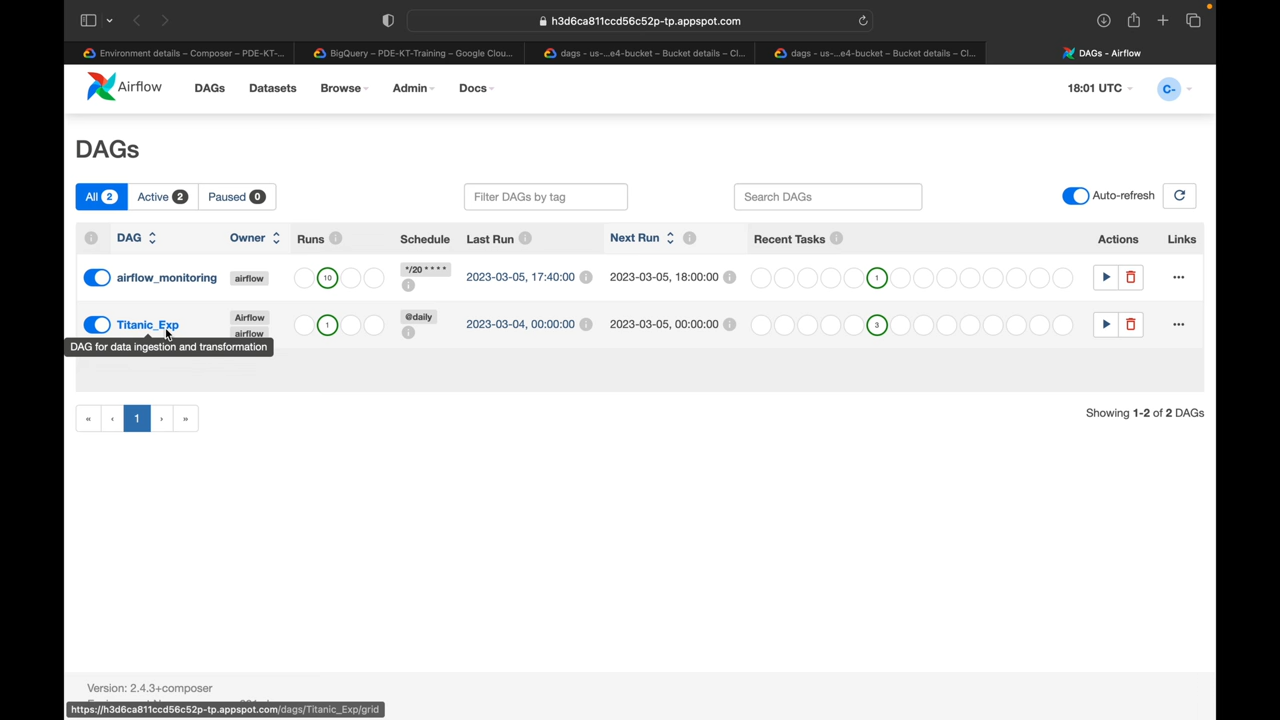 h3d6ca811ccd56c52p-tp.appspot.com
Environment details – Composer – PDE-KT-... BigQuery – PDE-KT-Training – Google Clou... dags - us-...e4-bucket – Bucket details – Cl... dags - us-...e4-bucket – Bucket details – Cl... DAGs - Airflow
Airflow DAGs Datasets Browse Admin Docs 18:01 UTC C-
DAGs
All 2 Active 2 Paused 0 Filter DAGs by tag Search DAGs Auto-refresh
DAG Owner Runs Schedule Last Run Next Run Recent Tasks Actions Links
airflow_monitoring airflow 10 */20 * * * * 2023-03-05, 17:40:00 2023-03-05, 18:00:00 1
Titanic_Exp Airflow airflow 1 @daily 2023-03-04, 00:00:00 2023-03-05, 00:00:00 3
DAG for data ingestion and transformation
« ‹ 1 › » Showing 1-2 of 2 DAGs
Version: 2.4.3+composer
https://h3d6ca811ccd56c52p-tp.appspot.com/dags/Titanic_Exp/grid